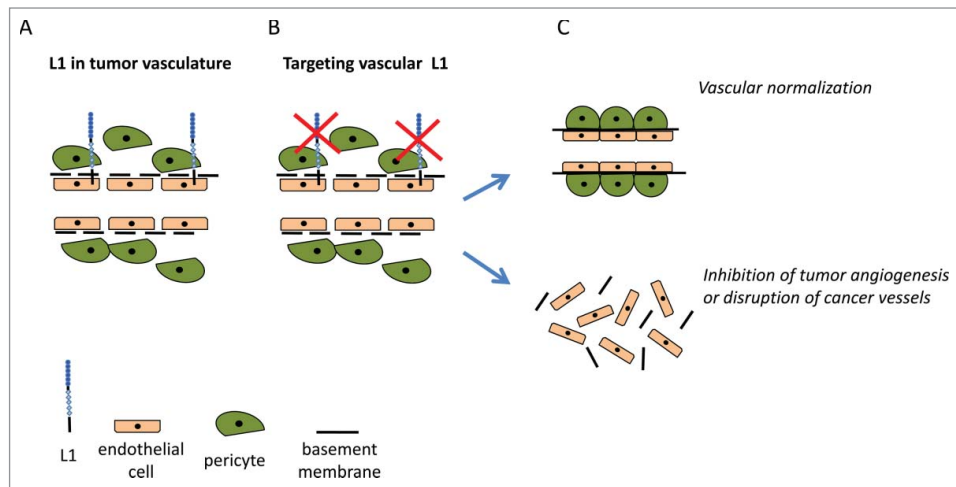 A
B
C
L1 in tumor vasculature
Targeting vascular L1
Vascular normalization
Inhibition of tumor angiogenesis
or disruption of cancer vessels
L1
endothelial
cell
pericyte
basement
membrane